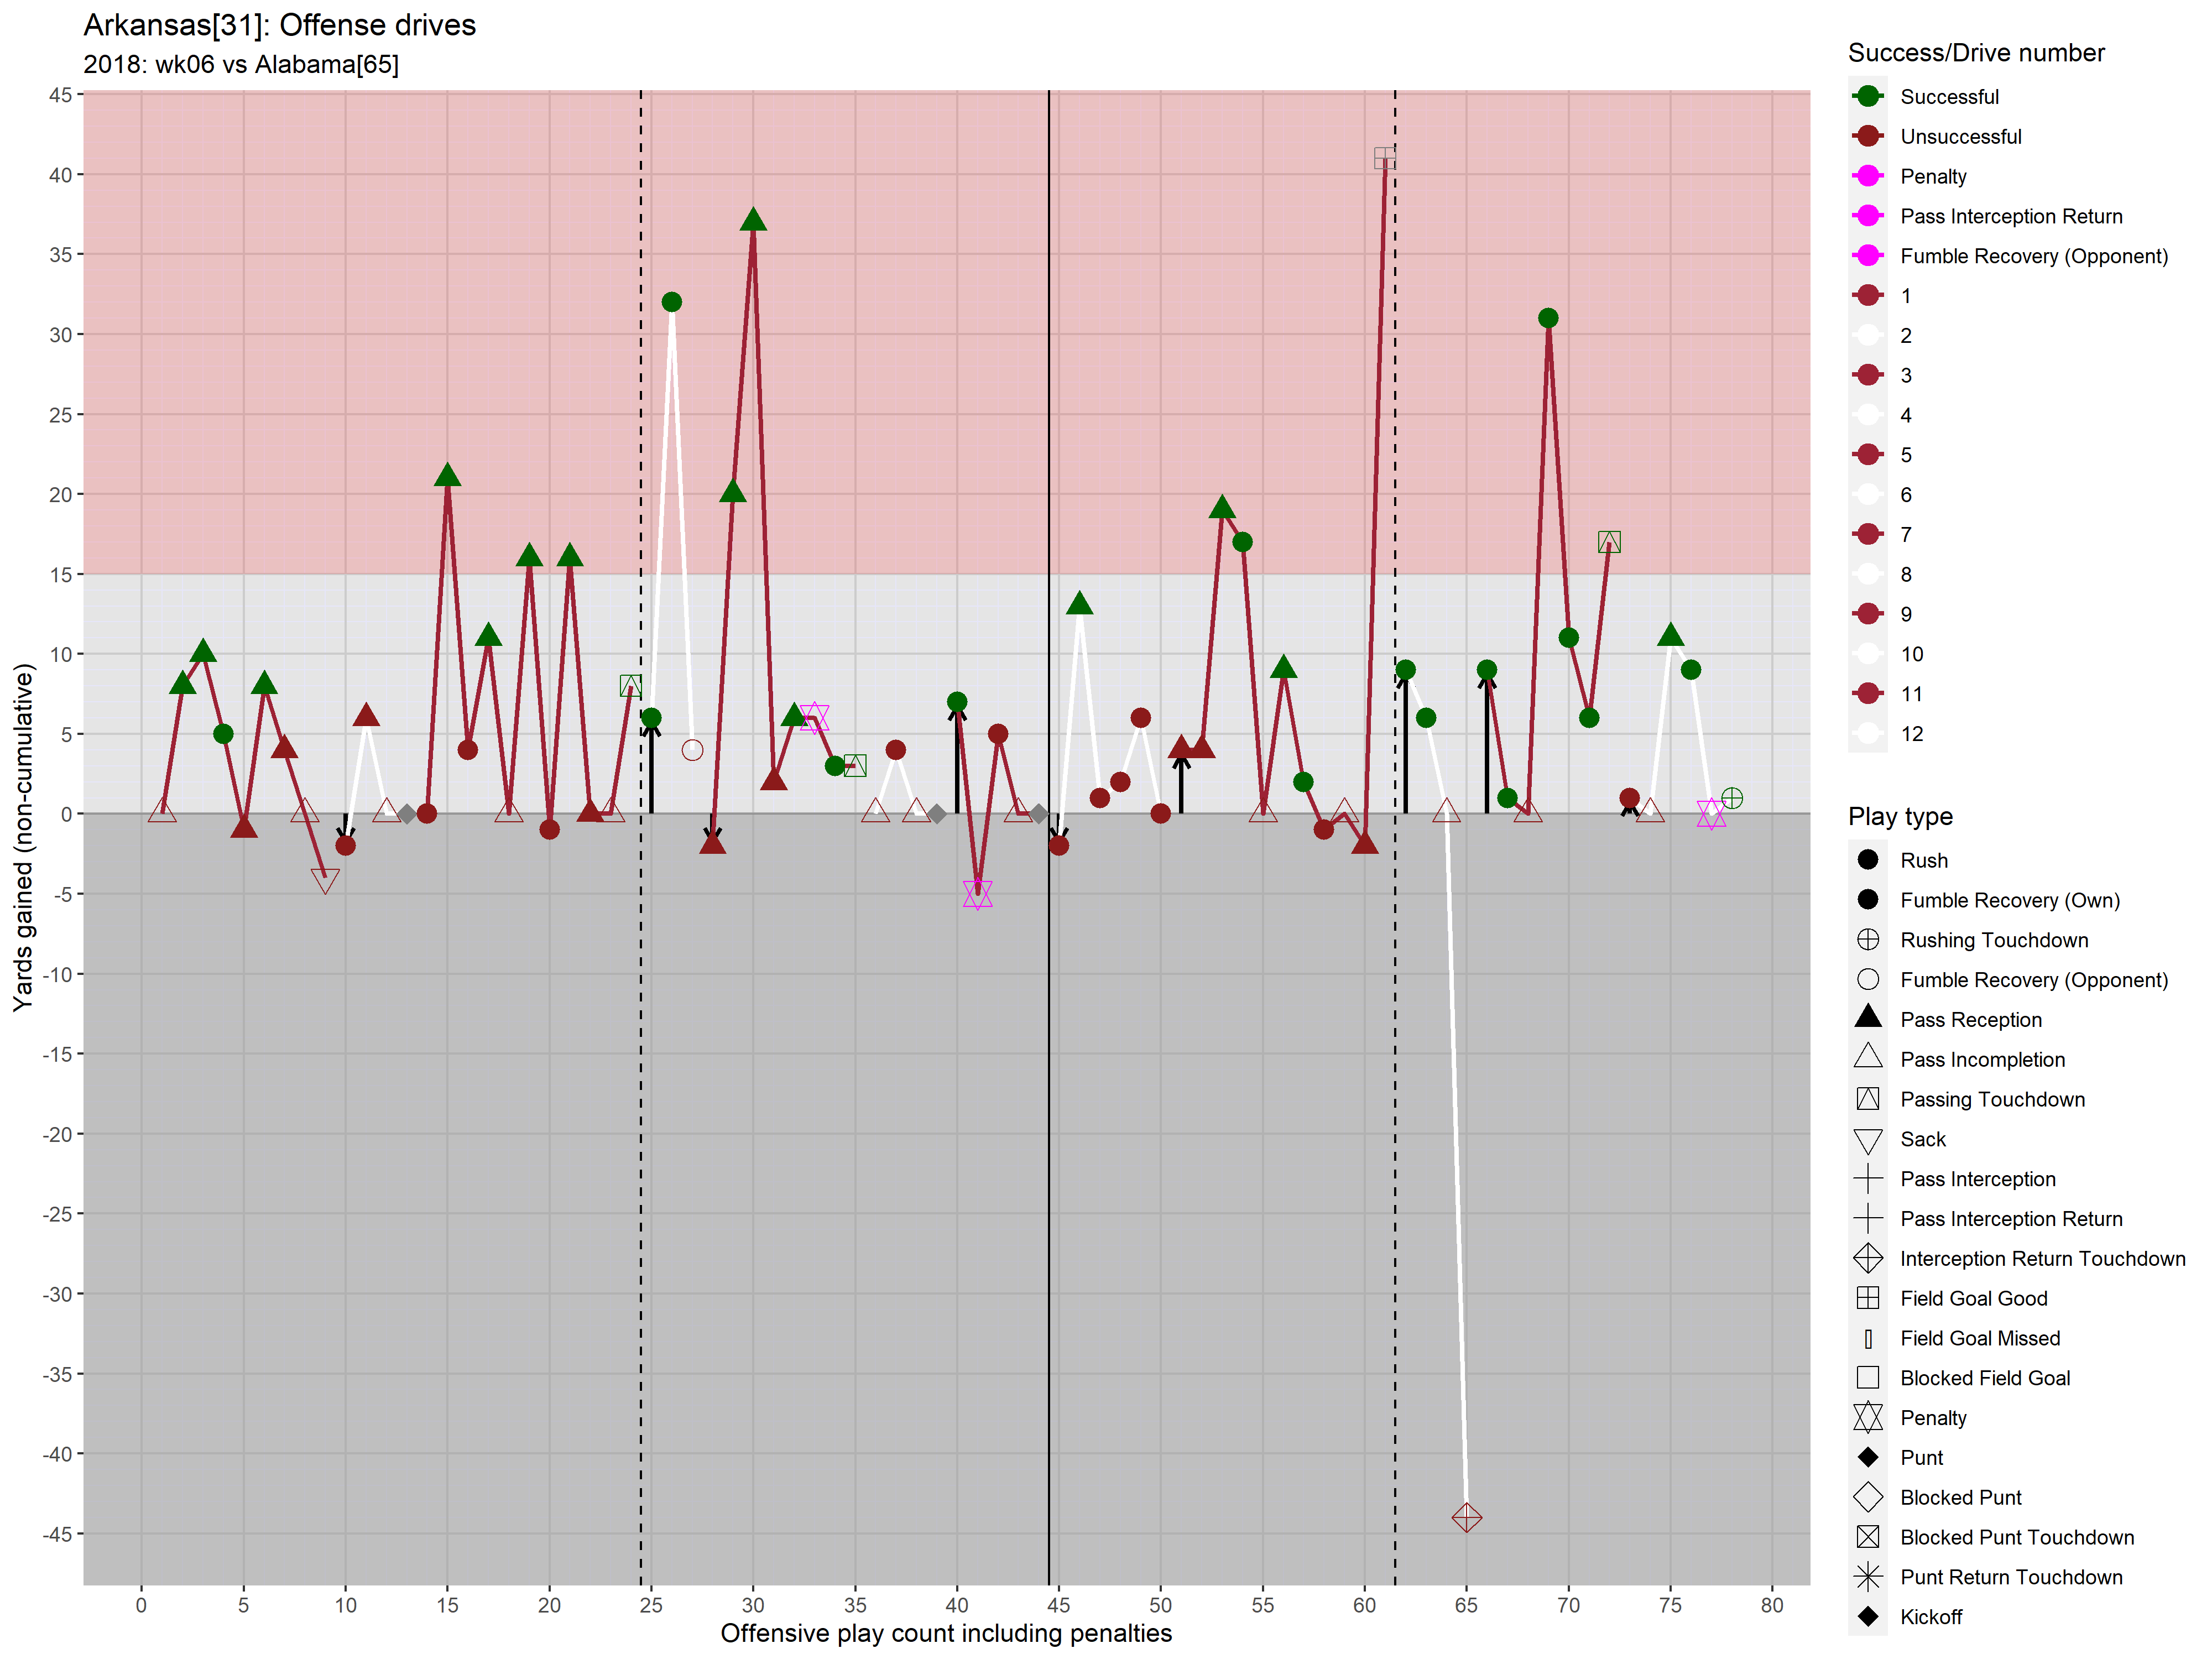 Arkansas[31]: Offense drives
2018: wk06 vs Alabama[65]
Yards gained (non-cumulative)
45
40
35
30
25
20
15
10
5
0
-5
-10
-15
-20
-25
-30
-35
-40
-45
0 5 10 15 20 25 30 35 40 45 50 55 60 65 70 75 80
Offensive play count including penalties
Success/Drive number
Successful
Unsuccessful
Penalty
Pass Interception Return
Fumble Recovery (Opponent)
1
2
3
4
5
6
7
8
9
10
11
12
Play type
Rush
Fumble Recovery (Own)
Rushing Touchdown
Fumble Recovery (Opponent)
Pass Reception
Pass Incompletion
Passing Touchdown
Sack
Pass Interception
Pass Interception Return
Interception Return Touchdown
Field Goal Good
Field Goal Missed
Blocked Field Goal
Penalty
Punt
Blocked Punt
Blocked Punt Touchdown
Punt Return Touchdown
Kickoff